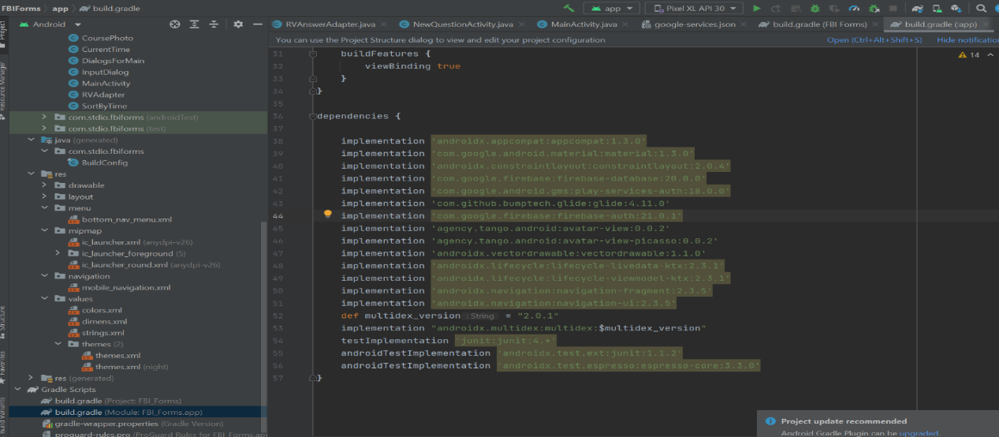 FBIForms > app > build.gradle
app
Pixel XL API 30
Project
Android
RVAnswerAdapter.java
NewQuestionActivity.java
MainActivity.java
google-services.json
build.gradle (FBI Forms)
build.gradle (:app)
You can use the Project Structure dialog to view and edit your project configuration
Open (Ctrl+Alt+Shift+S)
Hide notification
Resource Manager
Structure
Favorites
Build Variants
CoursePhoto
CurrentTime
DialogsForMain
InputDialog
MainActivity
RVAdapter
SortByTime
com.stdio.fbiforms (androidTest)
com.stdio.fbiforms (test)
java (generated)
com.stdio.fbiforms
BuildConfig
res
drawable
layout
menu
bottom_nav_menu.xml
mipmap
ic_launcher.xml (anydpi-v26)
ic_launcher_foreground (5)
ic_launcher_round.xml (anydpi-v26)
navigation
mobile_navigation.xml
values
colors.xml
dimens.xml
strings.xml
themes (2)
themes.xml
themes.xml (night)
res (generated)
Gradle Scripts
build.gradle (Project: FBI_Forms)
build.gradle (Module: FBI_Forms.app)
gradle-wrapper.properties (Gradle Version)
proguard-rules.pro (ProGuard Rules for FBI_Forms.app
14
31 buildFeatures {
32 viewBinding true
33 }
34 }
35
36 dependencies {
37
38 implementation 'androidx.appcompat:appcompat:1.3.0'
39 implementation 'com.google.android.material:material:1.3.0'
40 implementation 'androidx.constraintlayout:constraintlayout:2.0.4'
41 implementation 'com.google.firebase:firebase-database:20.0.0'
42 implementation 'com.google.android.gms:play-services-auth:18.0.0'
43 implementation 'com.github.bumptech.glide:glide:4.11.0'
44 implementation 'com.google.firebase:firebase-auth:21.0.1'
45 implementation 'agency.tango.android:avatar-view:0.0.2'
46 implementation 'agency.tango.android:avatar-view-picasso:0.0.2'
47 implementation 'androidx.vectordrawable:vectordrawable:1.1.0'
48 implementation 'androidx.lifecycle:lifecycle-livedata-ktx:2.3.1'
49 implementation 'androidx.lifecycle:lifecycle-viewmodel-ktx:2.3.1'
50 implementation 'androidx.navigation:navigation-fragment:2.3.5'
51 implementation 'androidx.navigation:navigation-ui:2.3.5'
52 def multidex_version : String = "2.0.1"
53 implementation "androidx.multidex:multidex:$multidex_version"
54 testImplementation 'junit:junit:4.+'
55 androidTestImplementation 'androidx.test.ext:junit:1.1.2'
56 androidTestImplementation 'androidx.test.espresso:espresso-core:3.3.0'
57 }
Project update recommended
Android Gradle Plugin can be upgraded.